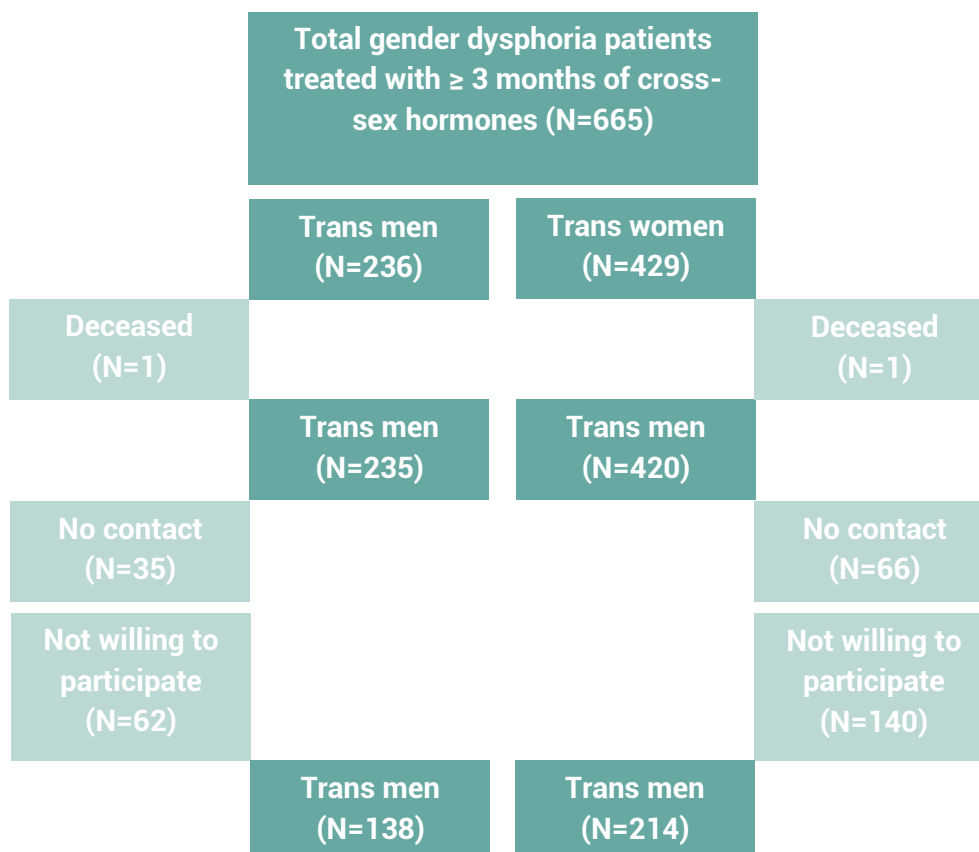 Total gender dysphoria patients
treated with ≥ 3 months of cross-
sex hormones (N=665)
Trans men
(N=236)
Trans women
(N=429)
Deceased
(N=1)
Deceased
(N=1)
Trans men
(N=235)
Trans men
(N=420)
No contact
(N=35)
No contact
(N=66)
Not willing to
participate
(N=62)
Not willing to
participate
(N=140)
Trans men
(N=138)
Trans men
(N=214)